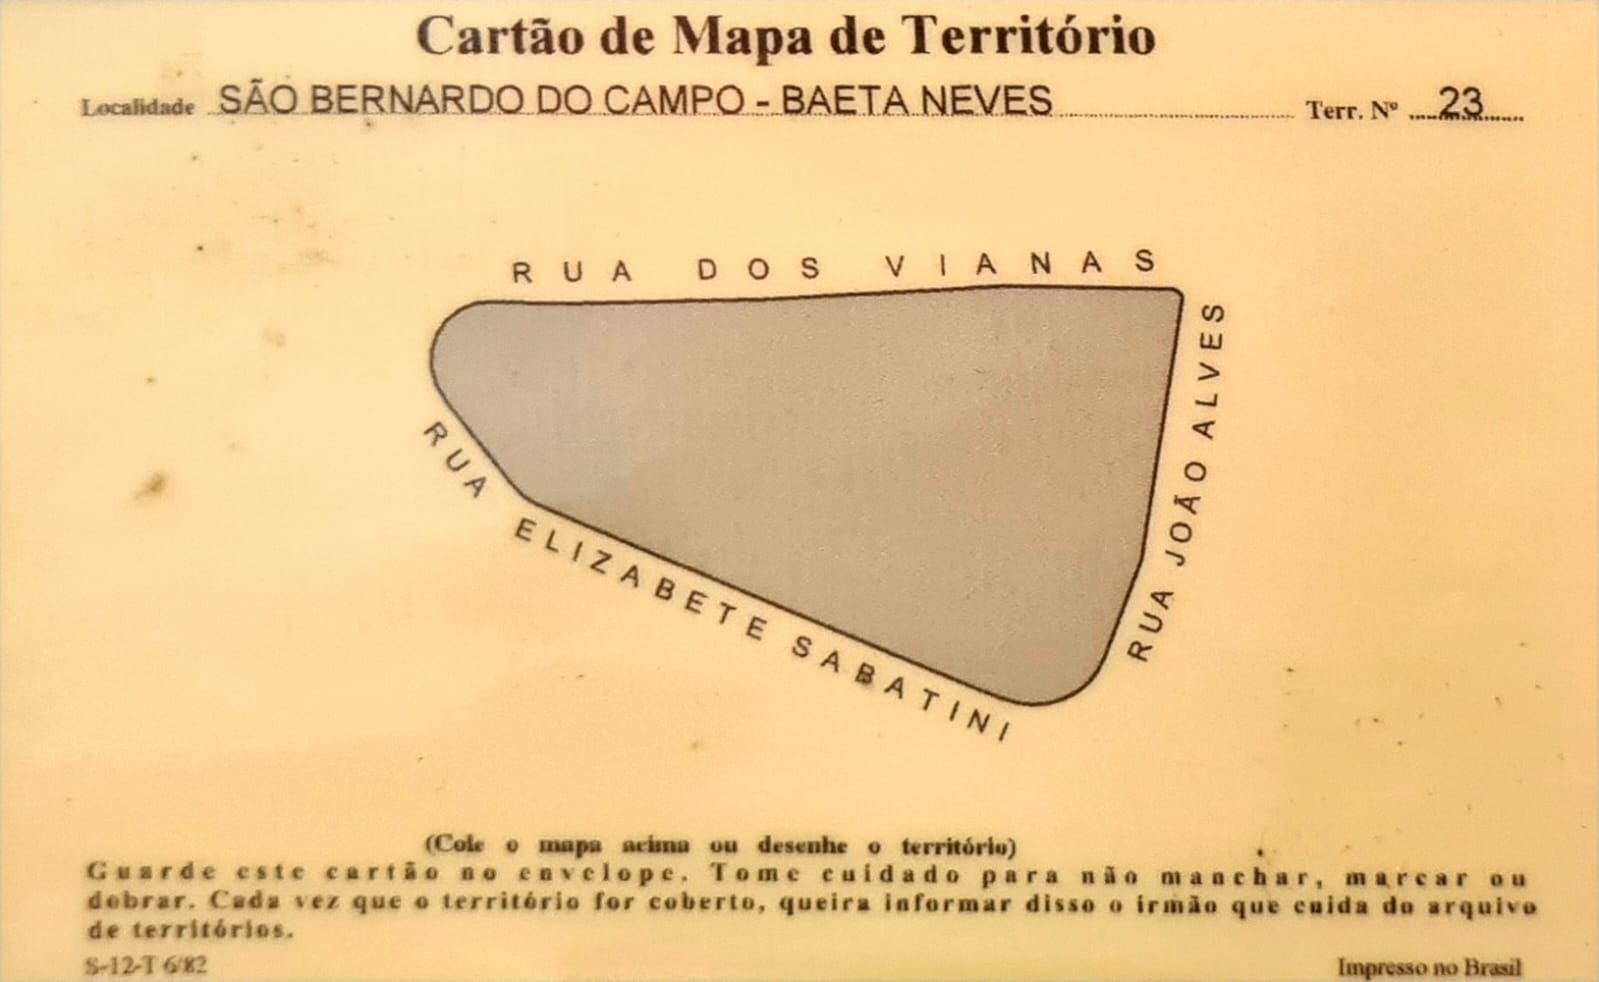 Cartão de Mapa de Território
Localidade SÃO BERNARDO DO CAMPO - BAETA NEVES Terr. Nº 23
RUA DOS VIANAS
RUA JOÃO ALVES
RUA ELIZABETE SABATINI
(Cole o mapa acima ou desenhe o território)
Guarde este cartão no envelope. Tome cuidado para não manchar, marcar ou
dobrar. Cada vez que o território for coberto, queira informar disso o irmão que cuida do arquivo
de territórios.
S-12-T 6/82 Impresso no Brasil